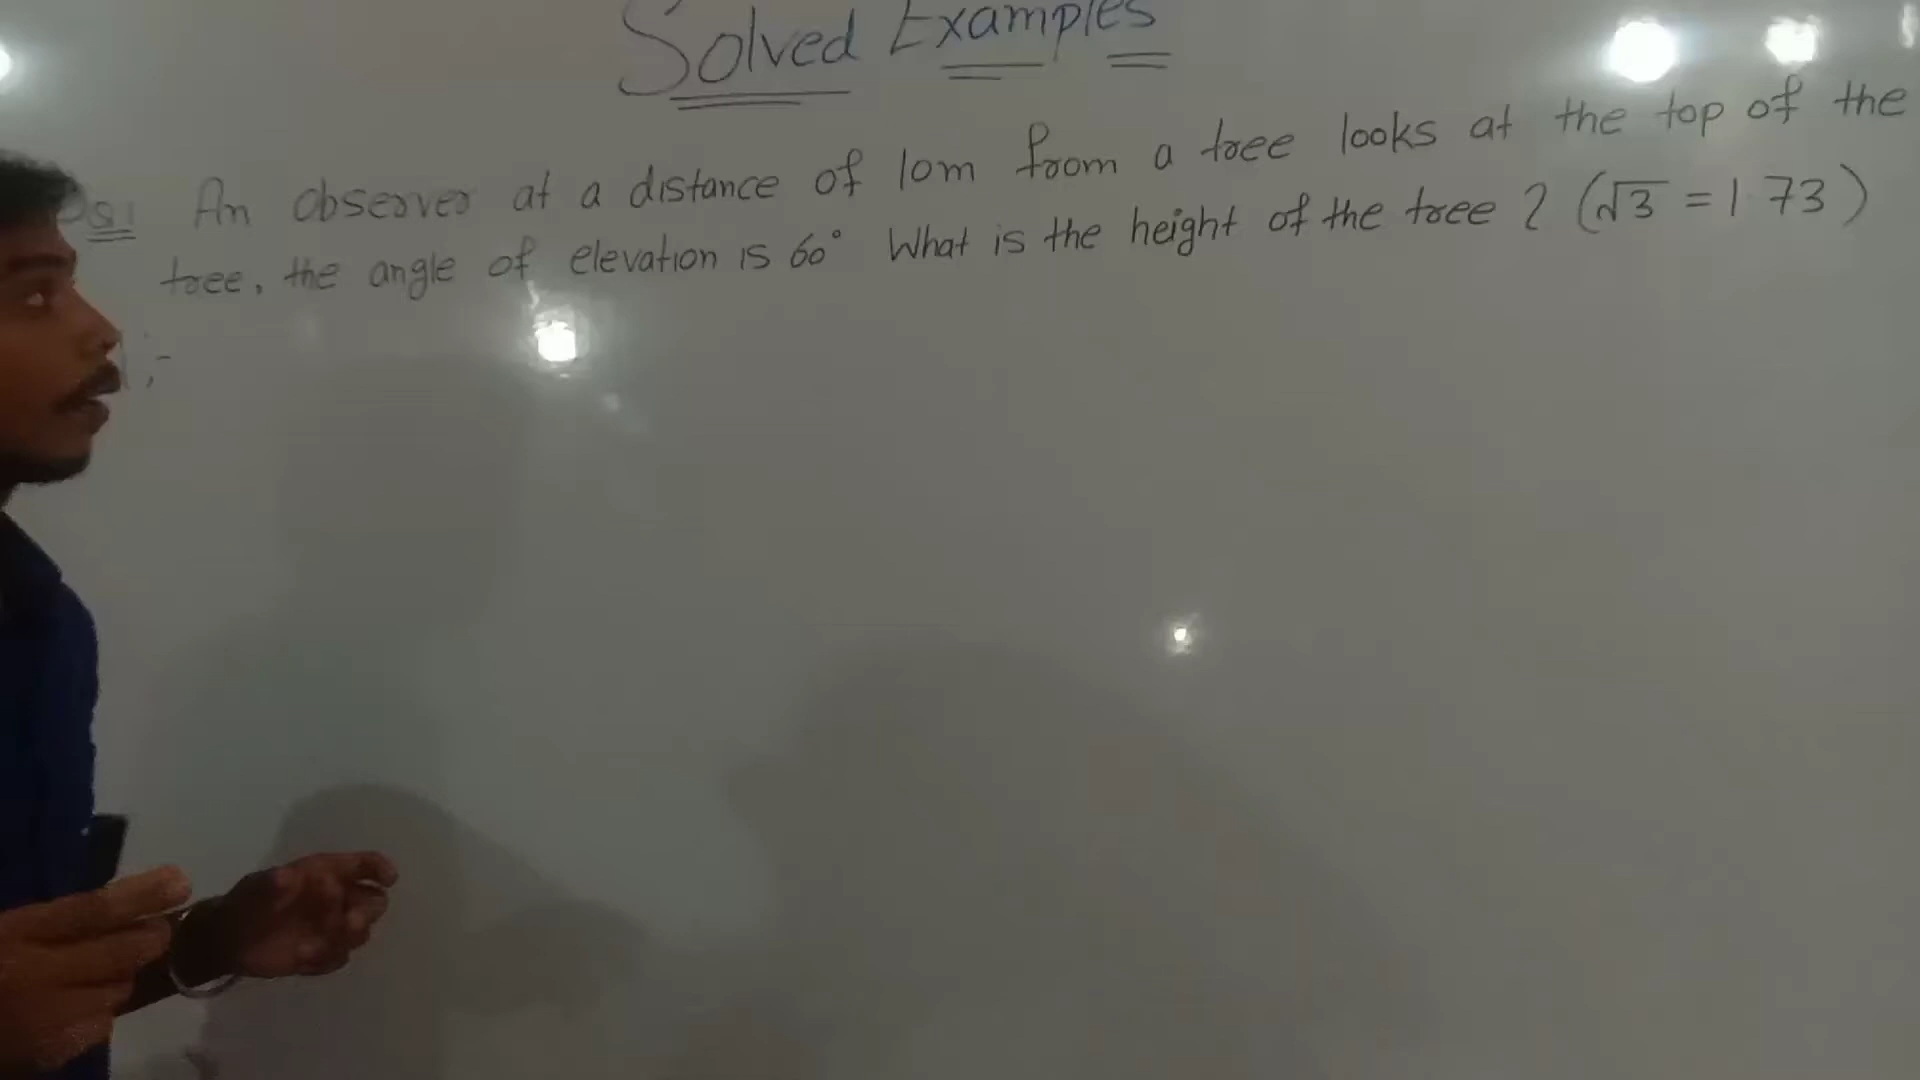 Solved Examples
Qs: An observer at a distance of 10m from a tree looks at the top of the
tree, the angle of elevation is 60° What is the height of the tree ? (√3 = 1.73)
:-